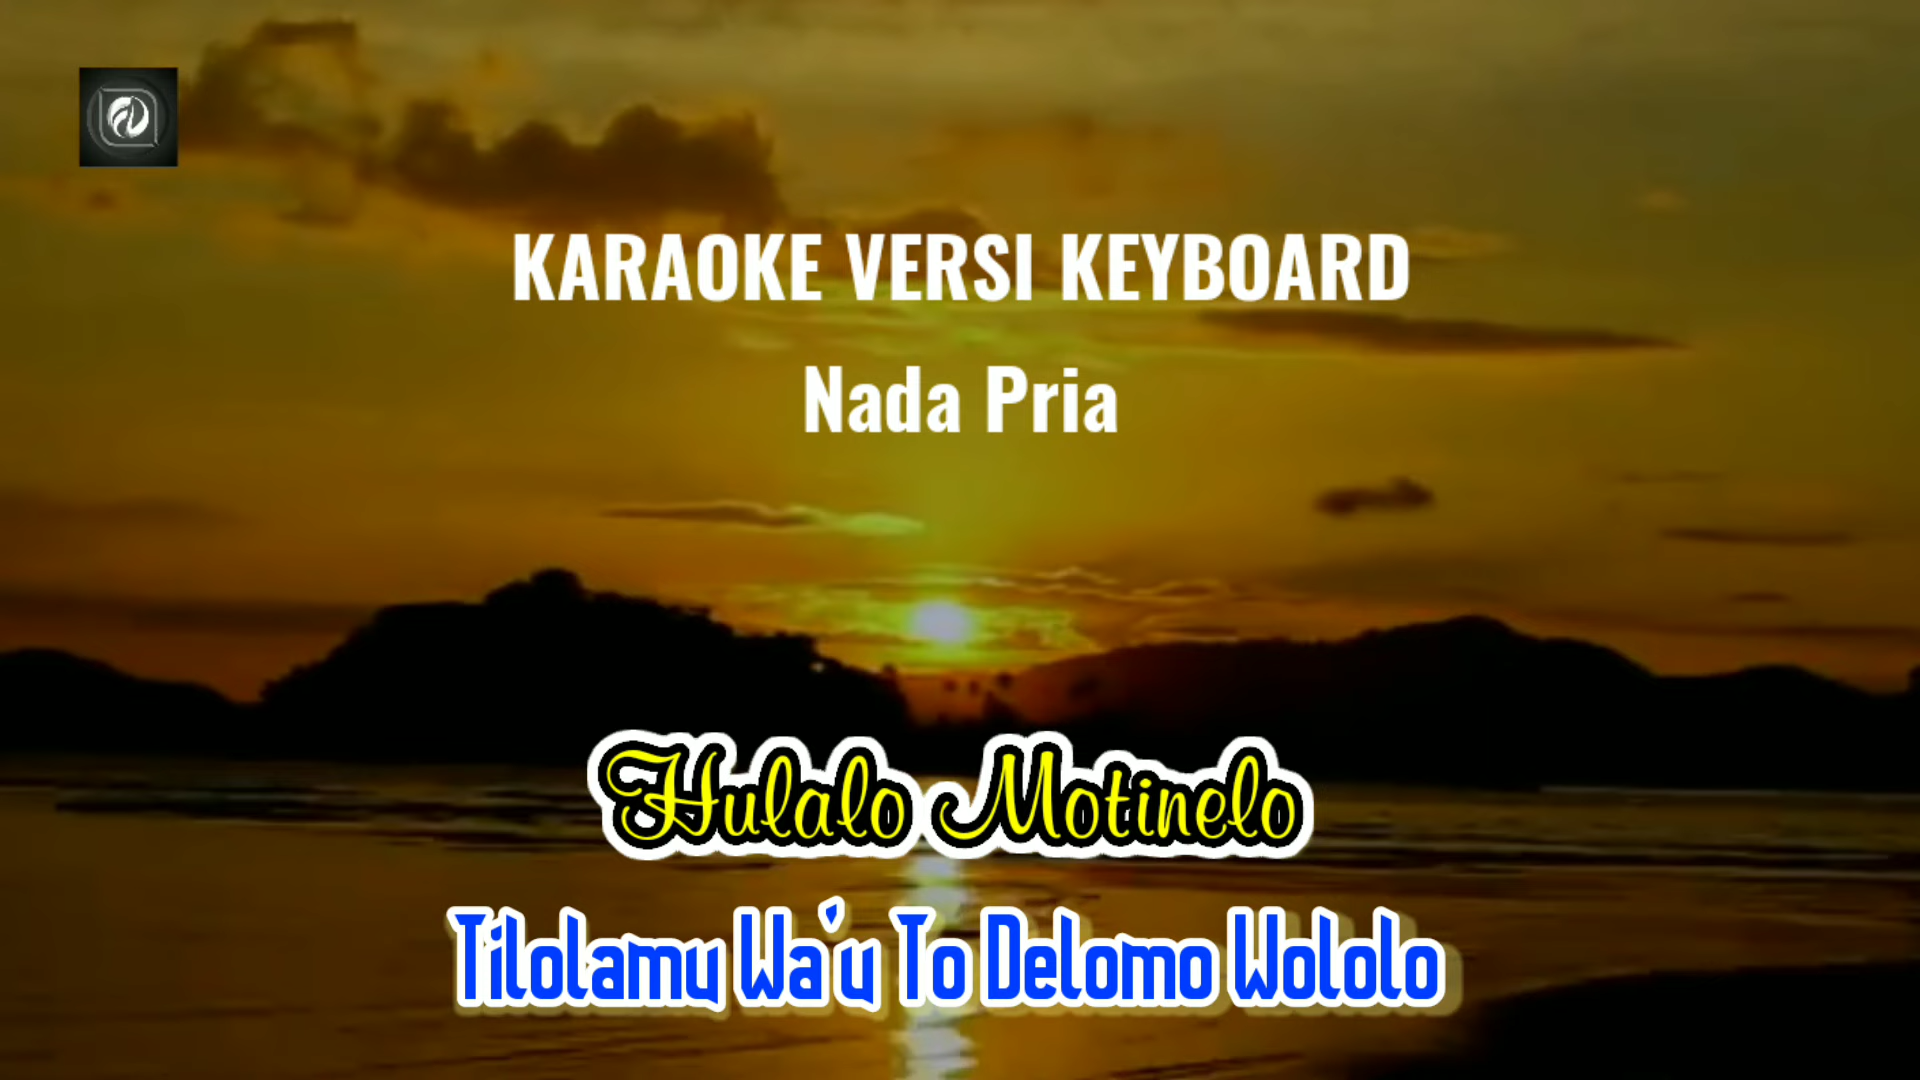 KARAOKE VERSI KEYBOARD
Nada Pria
Hulalo Motinelo
Tilolamu Wa'u To Delomo Wololo